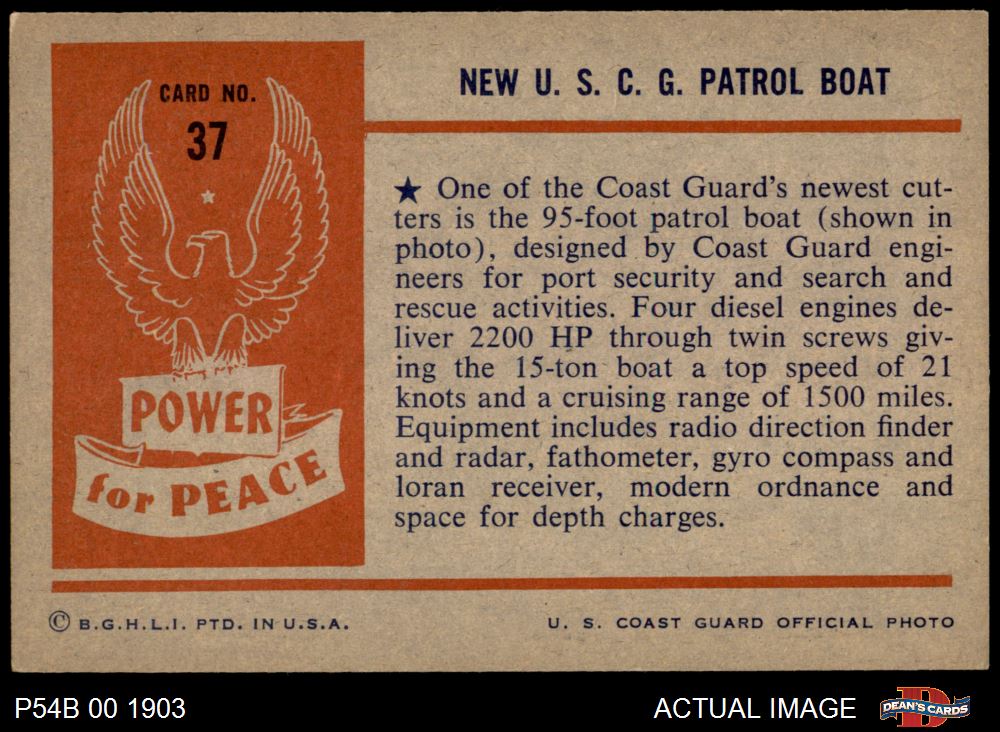 CARD NO.
37
POWER
for PEACE
NEW U. S. C. G. PATROL BOAT
★ One of the Coast Guard's newest cut-
ters is the 95-foot patrol boat (shown in
photo), designed by Coast Guard engi-
neers for port security and search and
rescue activities. Four diesel engines de-
liver 2200 HP through twin screws giv-
ing the 15-ton boat a top speed of 21
knots and a cruising range of 1500 miles.
Equipment includes radio direction finder
and radar, fathometer, gyro compass and
loran receiver, modern ordnance and
space for depth charges.
© B.G.H.L.I. PTD. IN U.S.A.
U. S. COAST GUARD OFFICIAL PHOTO
P54B 00 1903
ACTUAL IMAGE
D
DEAN'S CARDS